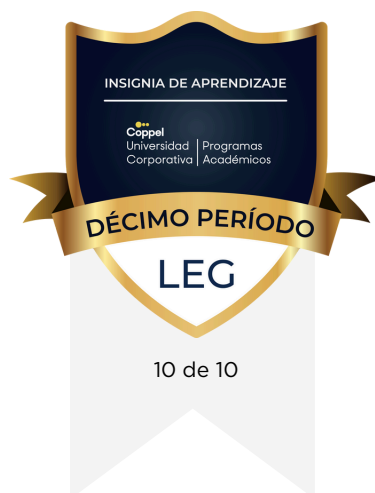 INSIGNIA DE APRENDIZAJE
Coppel
Universidad | Programas
Corporativa | Académicos
DÉCIMO PERÍODO
LEG
10 de 10